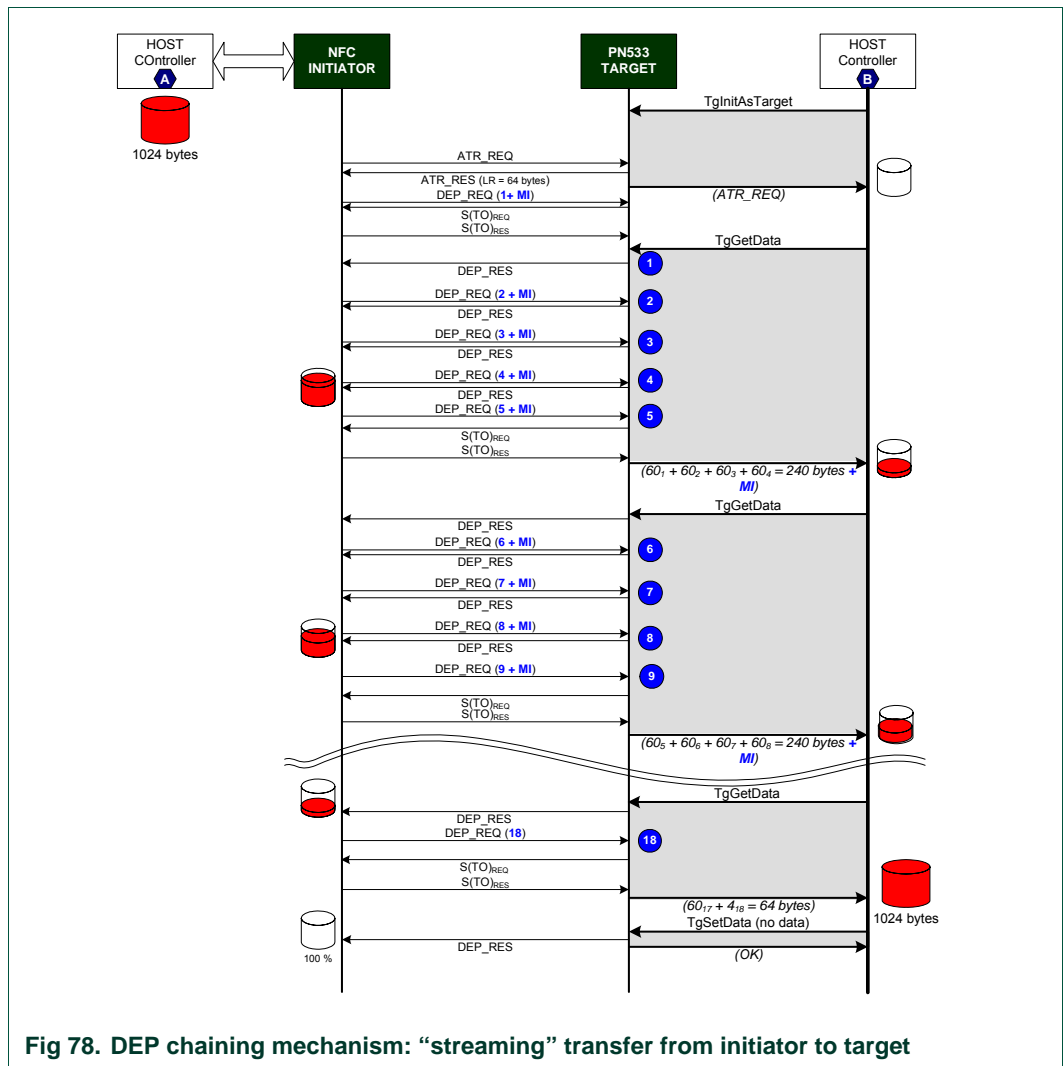 HOST
COntroller
A
NFC
INITIATOR
PN533
TARGET
HOST
Controller
B
1024 bytes
TgInitAsTarget
ATR_REQ
ATR_RES (LR = 64 bytes)
(ATR_REQ)
DEP_REQ (1+ MI)
S(TO)REQ
S(TO)RES
TgGetData
1
DEP_RES
DEP_REQ (2 + MI)
2
DEP_RES
DEP_REQ (3 + MI)
3
DEP_RES
DEP_REQ (4 + MI)
4
DEP_RES
DEP_REQ (5 + MI)
5
S(TO)REQ
S(TO)RES
(60₁ + 60₂ + 60₃ + 60₄ = 240 bytes +
MI)
TgGetData
DEP_RES
DEP_REQ (6 + MI)
6
DEP_RES
DEP_REQ (7 + MI)
7
DEP_RES
DEP_REQ (8 + MI)
8
DEP_RES
DEP_REQ (9 + MI)
9
S(TO)REQ
S(TO)RES
(60₅ + 60₆ + 60₇ + 60₈ = 240 bytes +
MI)
TgGetData
DEP_RES
DEP_REQ (18)
18
S(TO)REQ
S(TO)RES
(60₁₇ + 4₁₈ = 64 bytes)
1024 bytes
TgSetData (no data)
DEP_RES
(OK)
100 %
Fig 78. DEP chaining mechanism: “streaming” transfer from initiator to target